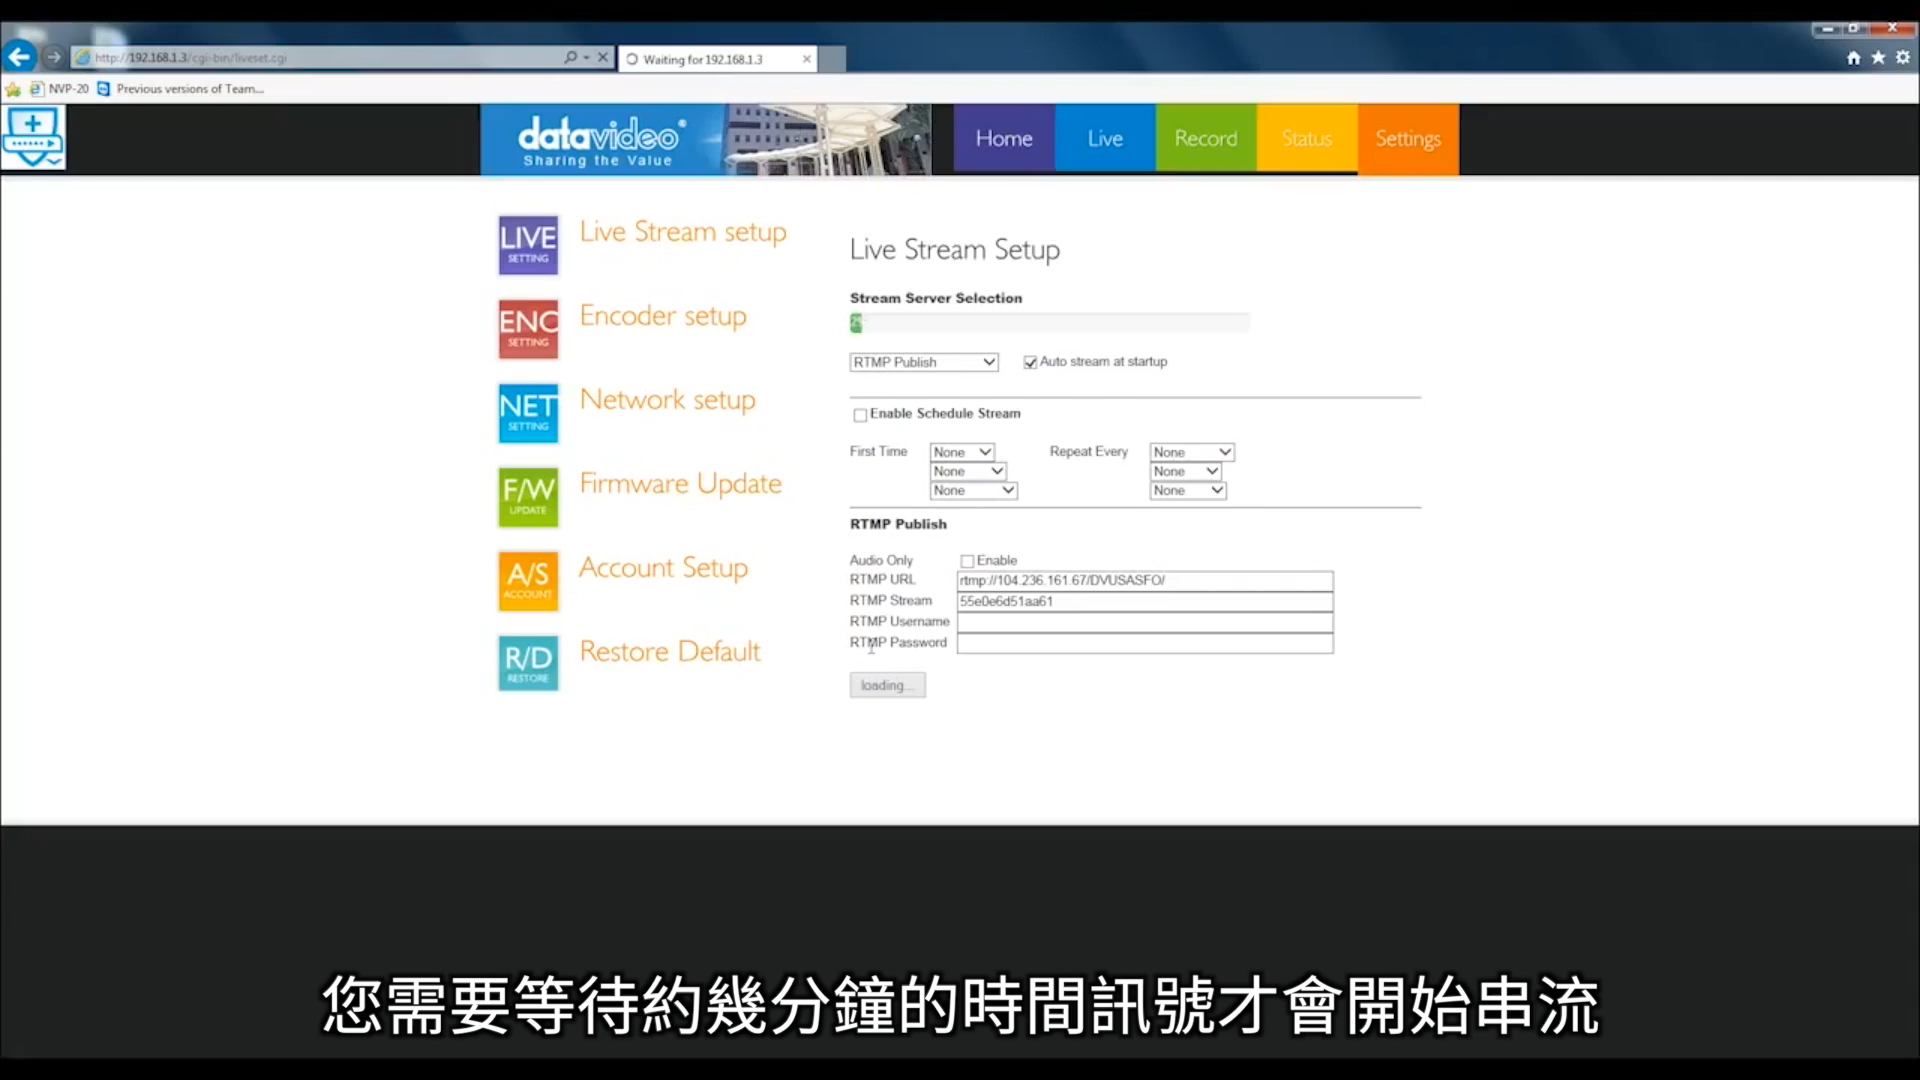 http://192.168.1.3/cgi-bin/liveset.cgi
Waiting for 192.168.1.3
NVP-20
Previous versions of Team...
datavideo®
Sharing the Value
Home
Live
Record
Status
Settings
LIVE
SETTING
Live Stream setup
ENC
SETTING
Encoder setup
NET
SETTING
Network setup
F/W
UPDATE
Firmware Update
A/S
ACCOUNT
Account Setup
R/D
RESTORE
Restore Default
Live Stream Setup
Stream Server Selection
RTMP Publish
Auto stream at startup
Enable Schedule Stream
First Time None Repeat Every None
None None
None None
RTMP Publish
Audio Only Enable
RTMP URL rtmp://104.236.161.67/DVUSASFO/
RTMP Stream 55e0e6d51aa61
RTMP Username
RTMP Password
loading...
您需要等待約幾分鐘的時間訊號才會開始串流